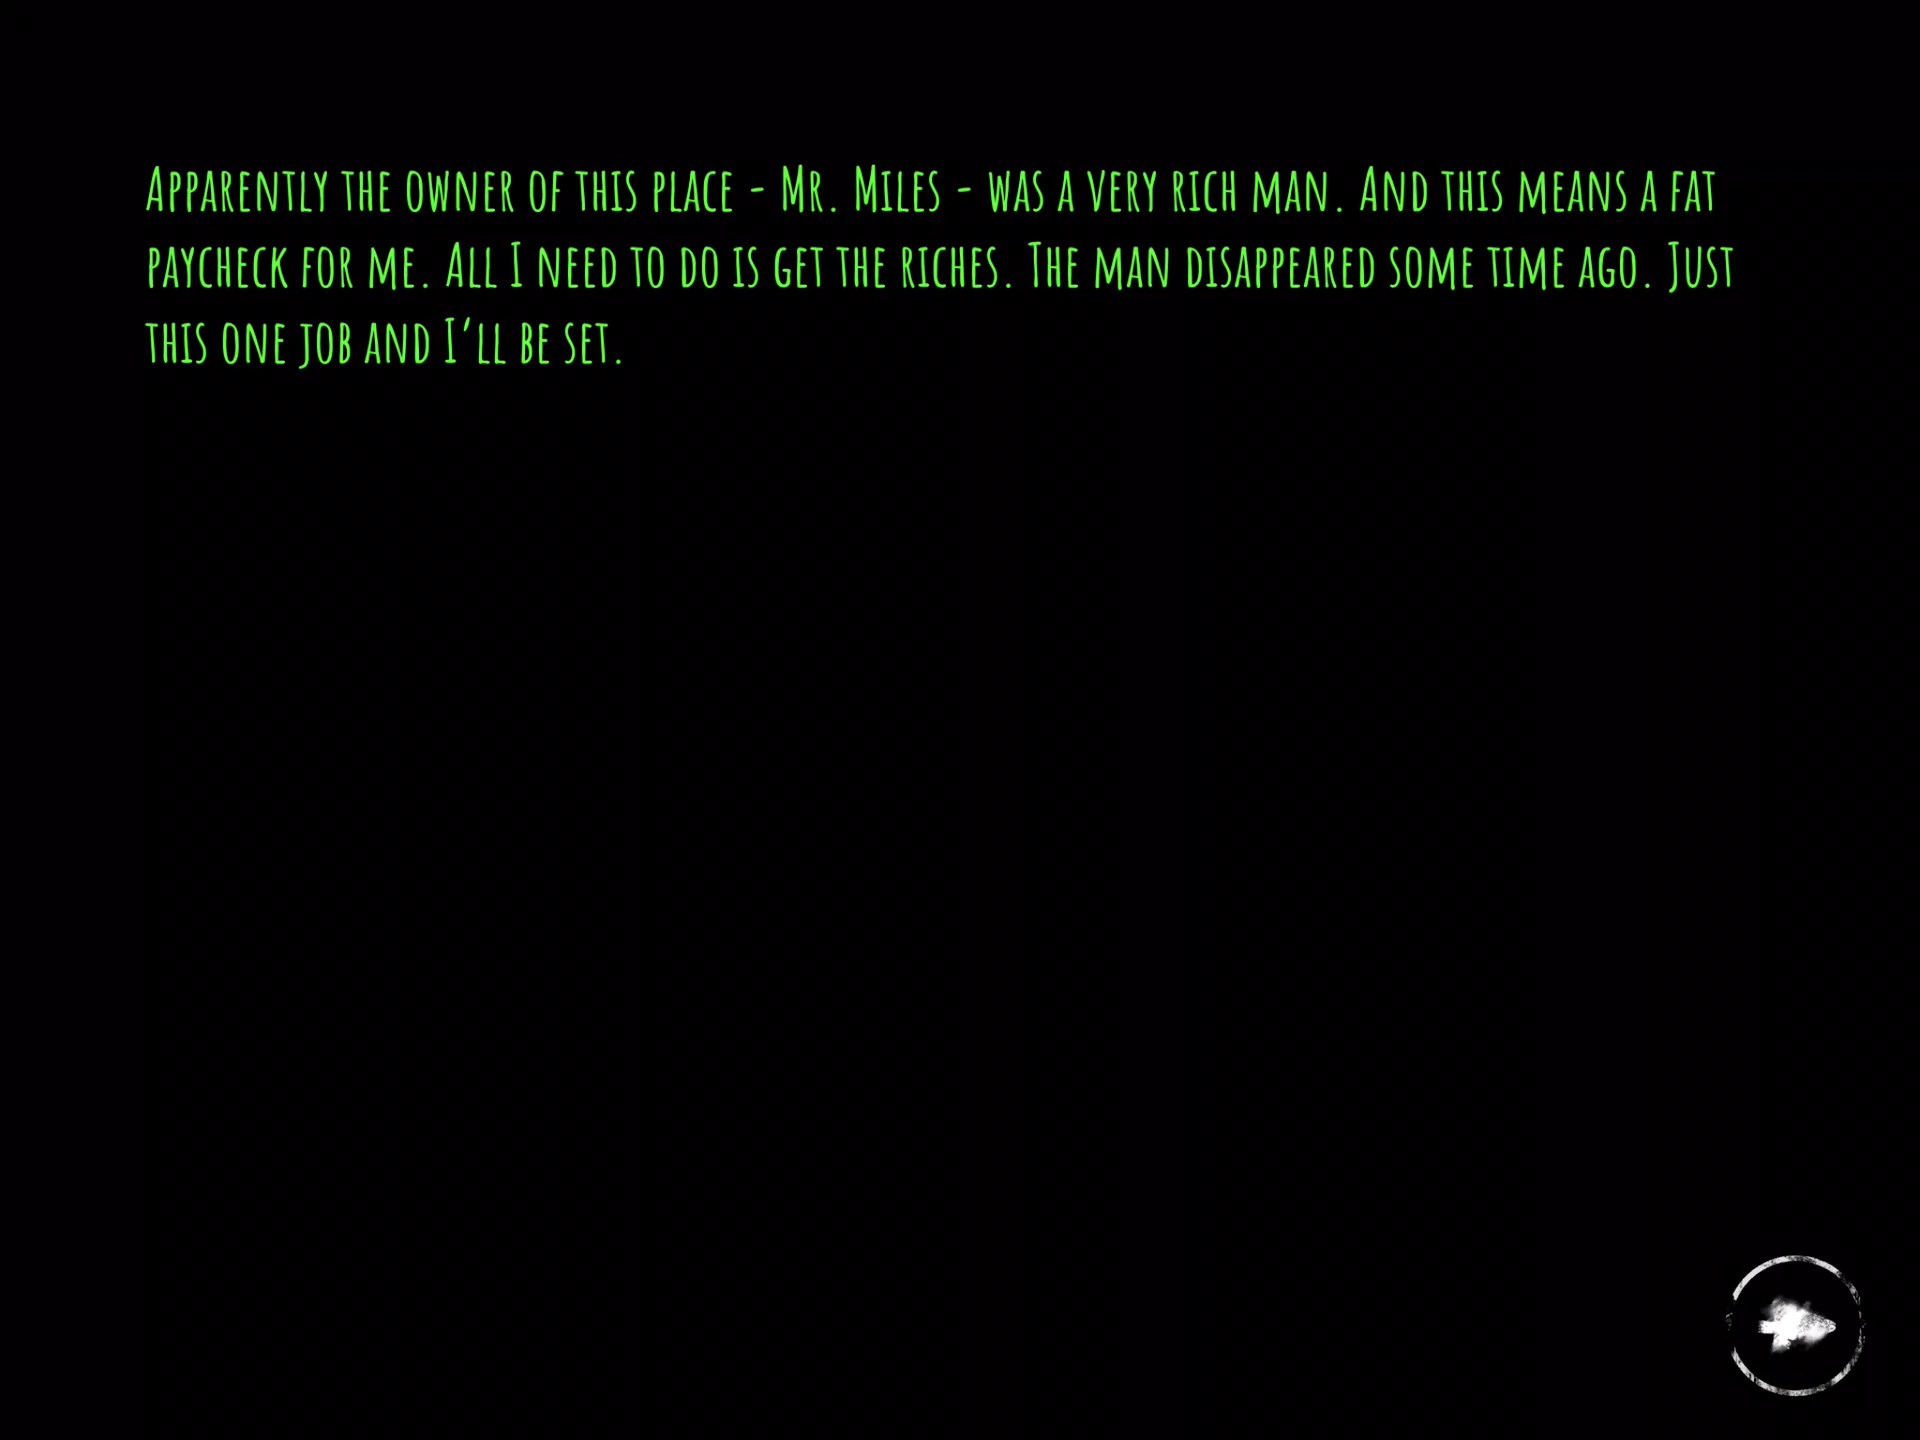 Apparently the owner of this place - Mr. Miles - was a very rich man. And this means a fat
paycheck for me. All I need to do is get the riches. The man disappeared some time ago. Just
this one job and I'll be set.